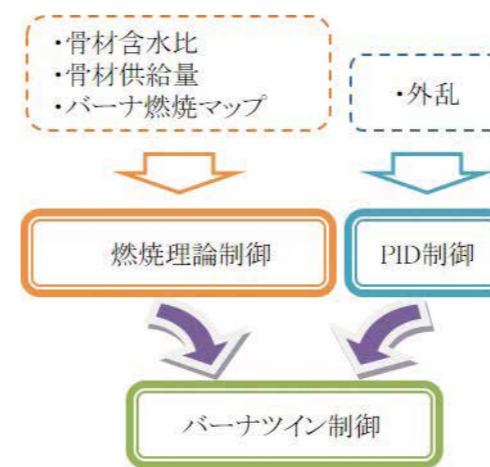 ・骨材含水比
・骨材供給量
・バーナ燃焼マップ
・外乱
燃焼理論制御
PID制御
バーナツイン制御